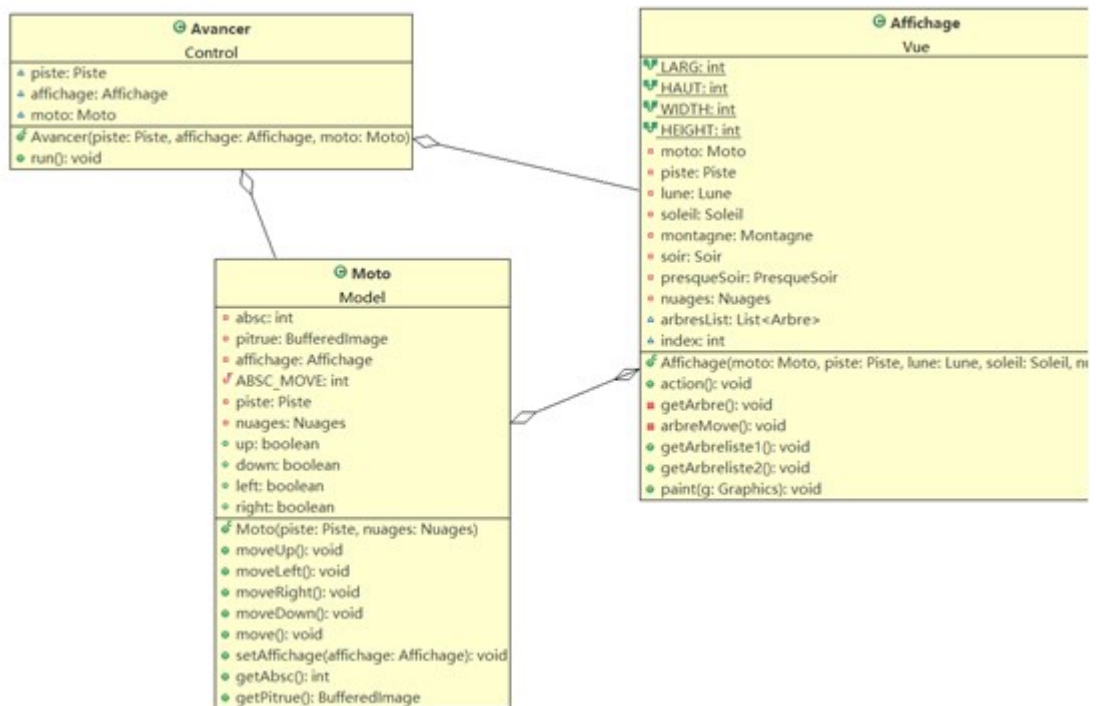 Avancer
Control
piste: Piste
affichage: Affichage
moto: Moto
Avancer(piste: Piste, affichage: Affichage, moto: Moto)
run(): void
Affichage
Vue
LARG: int
HAUT: int
WIDTH: int
HEIGHT: int
moto: Moto
piste: Piste
lune: Lune
soleil: Soleil
montagne: Montagne
soir: Soir
presqueSoir: PresqueSoir
nuages: Nuages
arbresList: List<Arbre>
index: int
Affichage(moto: Moto, piste: Piste, lune: Lune, soleil: Soleil,
action(): void
getArbre(): void
arbreMove(): void
getArbreliste1(): void
getArbreliste2(): void
paint(g: Graphics): void
Moto
Model
absc: int
pitrue: BufferedImage
affichage: Affichage
ABSC_MOVE: int
piste: Piste
nuages: Nuages
up: boolean
down: boolean
left: boolean
right: boolean
Moto(piste: Piste, nuages: Nuages)
moveUp(): void
moveLeft(): void
moveRight(): void
moveDown(): void
move(): void
setAffichage(affichage: Affichage): void
getAbsc(): int
getPitrue(): BufferedImage